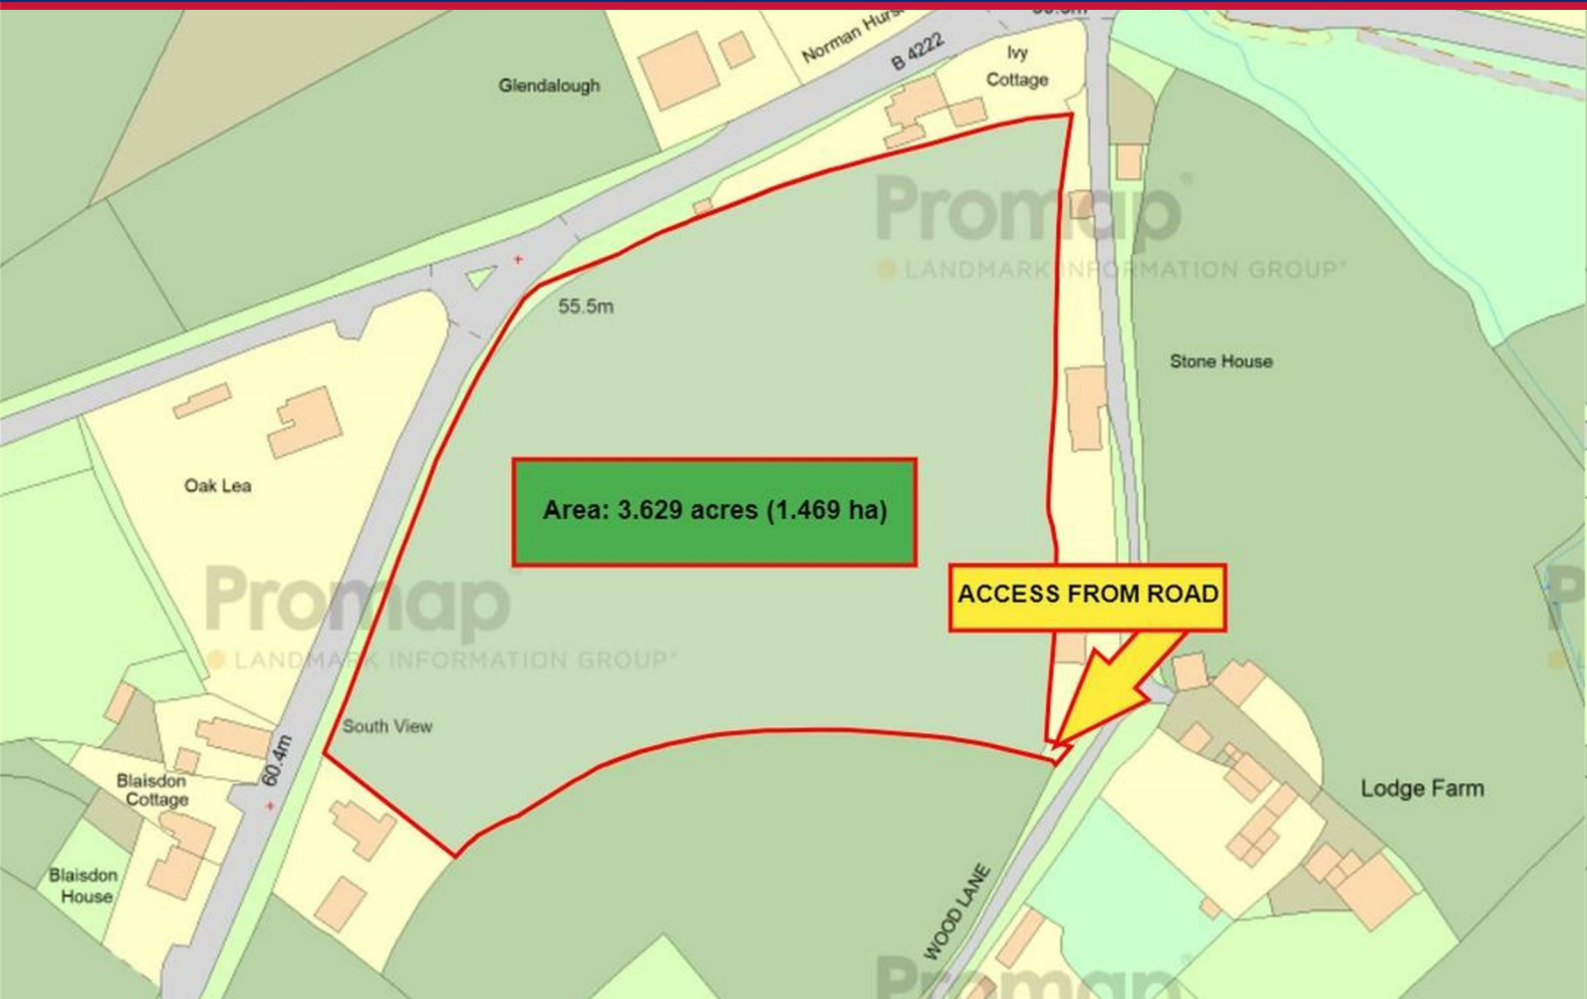 Norman Hurst
B 4222
Ivy
Cottage
Glendalough
Promap
LANDMARK INFORMATION GROUP
55.5m
Stone House
Oak Lea
Area: 3.629 acres (1.469 ha)
ACCESS FROM ROAD
Promap
LANDMARK INFORMATION GROUP
South View
60.4m
Blaisdon
Cottage
Lodge Farm
Blaisdon
House
WOOD LANE
Promap